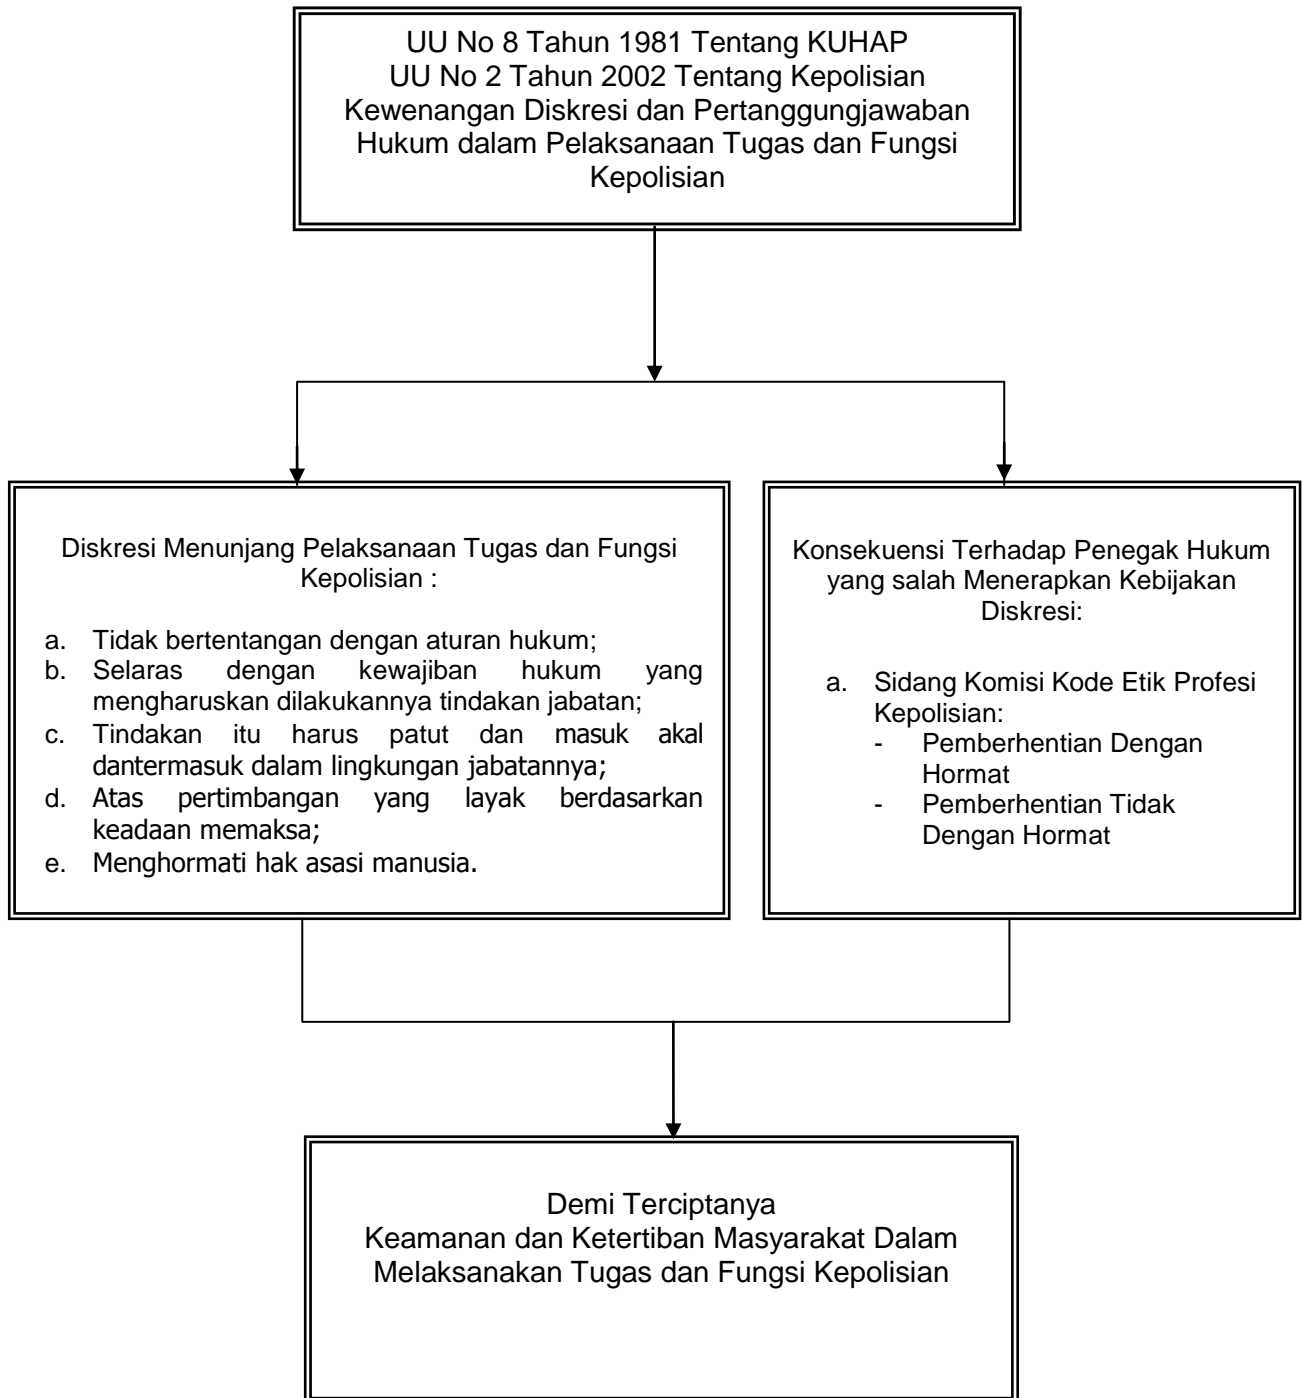 UU No 8 Tahun 1981 Tentang KUHAP
UU No 2 Tahun 2002 Tentang Kepolisian
Kewenangan Diskresi dan Pertanggungjawaban
Hukum dalam Pelaksanaan Tugas dan Fungsi
Kepolisian
Diskresi Menunjang Pelaksanaan Tugas dan Fungsi
Kepolisian :
a. Tidak bertentangan dengan aturan hukum;
b. Selaras dengan kewajiban hukum yang
mengharuskan dilakukannya tindakan jabatan;
c. Tindakan itu harus patut dan masuk akal
dantermasuk dalam lingkungan jabatannya;
d. Atas pertimbangan yang layak berdasarkan
keadaan memaksa;
e. Menghormati hak asasi manusia.
Konsekuensi Terhadap Penegak Hukum
yang salah Menerapkan Kebijakan
Diskresi:
a. Sidang Komisi Kode Etik Profesi
Kepolisian:
- Pemberhentian Dengan
Hormat
- Pemberhentian Tidak
Dengan Hormat
Demi Terciptanya
Keamanan dan Ketertiban Masyarakat Dalam
Melaksanakan Tugas dan Fungsi Kepolisian